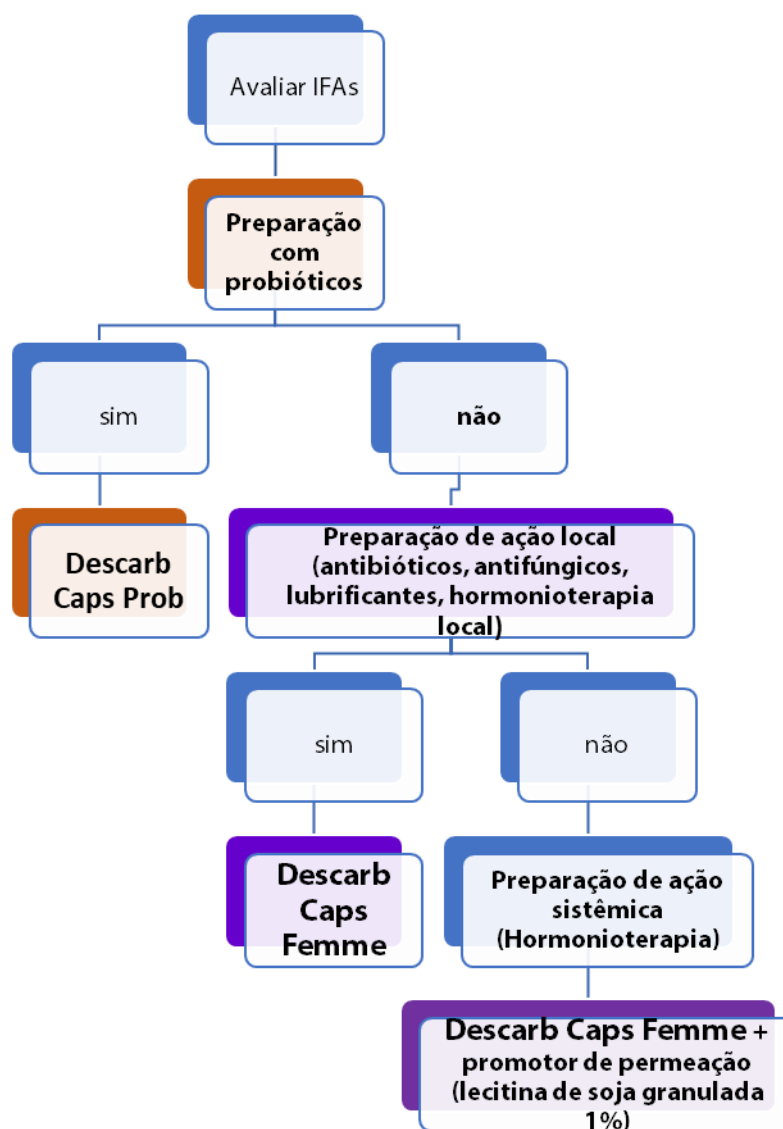 Avaliar IFAs
Preparação
com
probióticos
sim
não
Descarb
Caps Prob
Preparação de ação local
(antibióticos, antifúngicos,
lubrificantes, hormonioterapia
local)
sim
não
Descarb
Caps
Femme
Preparação de ação
sistêmica
(Hormonioterapia)
Descarb Caps Femme +
promotor de permeação
(lecitina de soja granulada
1%)